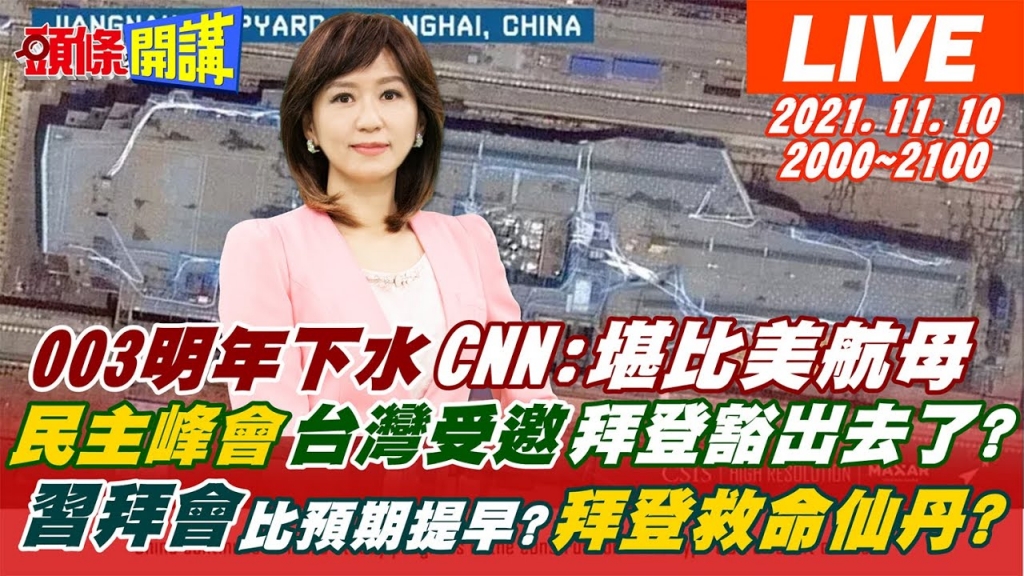 JIANGNAN SHIPYARD, SHANGHAI, CHINA
頭條開講
LIVE
2021.11.10
2000~2100
003明年下水 CNN:堪比美航母
民主峰會 台灣受邀 拜登豁出去了?
CSIS HIGH RESOLUTION MAXAR
習拜會 比預期提早? 拜登救命仙丹?